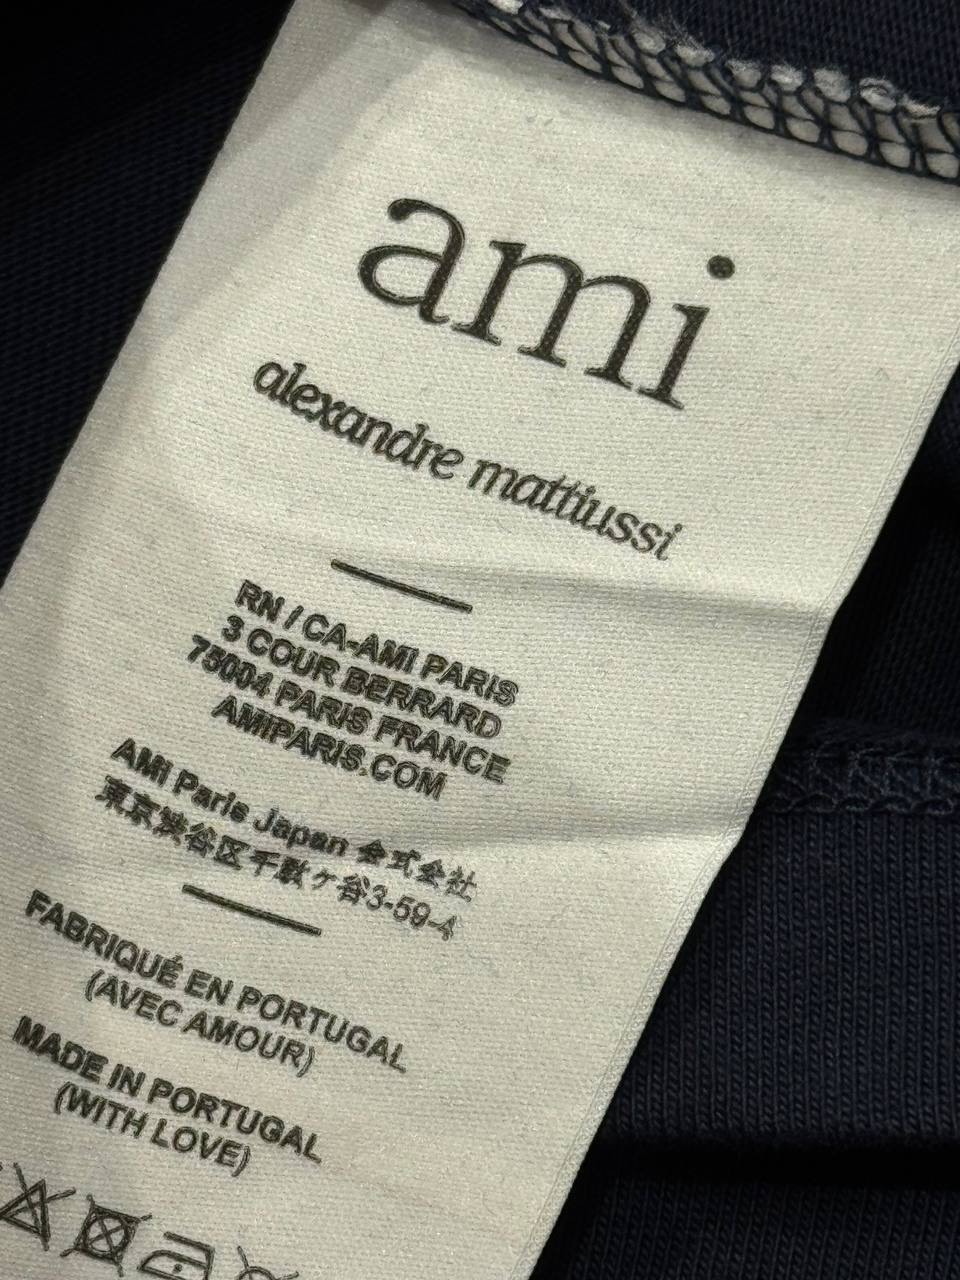 ami
alexandre mattiussi
RN / CA-AMI PARIS
3 COUR BERRARD
75004 PARIS FRANCE
AMIPARIS.COM
AMI Paris Japan 会式会社
東京渋谷区千駄ヶ谷3-59-4
FABRIQUÉ EN PORTUGAL
(AVEC AMOUR)
MADE IN PORTUGAL
(WITH LOVE)